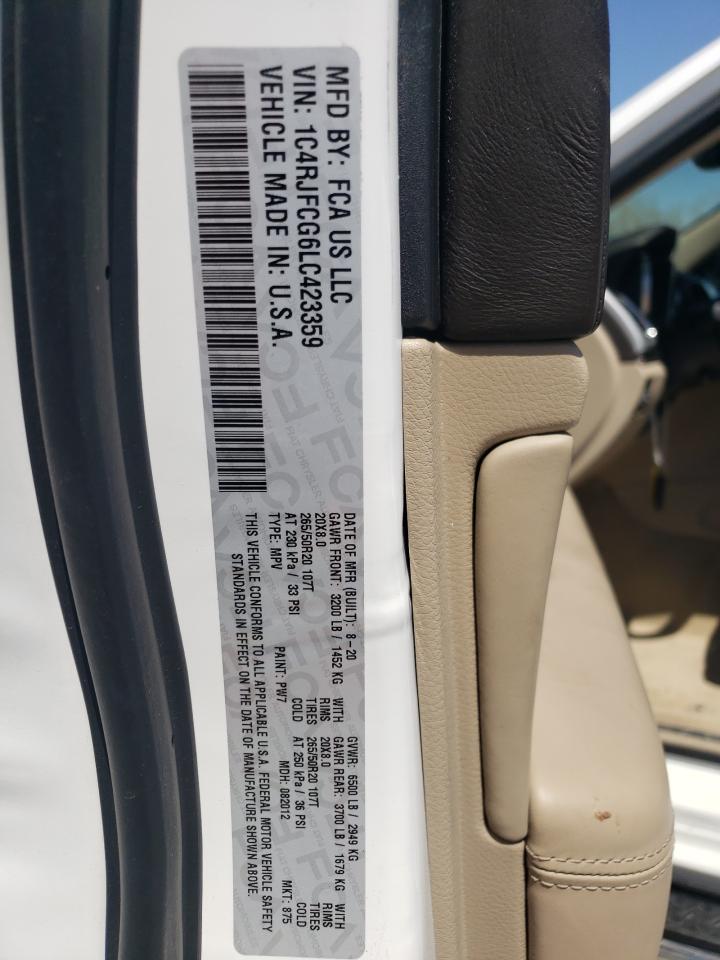 MFD BY: FCA US LLC
VIN: 1C4RJFCG6LC423359
VEHICLE MADE IN: U.S.A.
DATE OF MFR (BUILT): 8-20 GVWR: 6500 LB / 2949 KG
GAWR FRONT: 3200 LB / 1452 KG WITH GAWR REAR: 3700 LB / 1679 KG WITH
20X8.0 RIMS 20X8.0 RIMS
265/50R20 107T TIRES 265/50R20 107T TIRES
AT 230 kPa / 33 PSI COLD AT 250 kPa / 36 PSI COLD
TYPE: MPV PAINT: PW7 MDH: 082012 MKT: 875
THIS VEHICLE CONFORMS TO ALL APPLICABLE U.S.A. FEDERAL MOTOR VEHICLE SAFETY
STANDARDS IN EFFECT ON THE DATE OF MANUFACTURE SHOWN ABOVE.